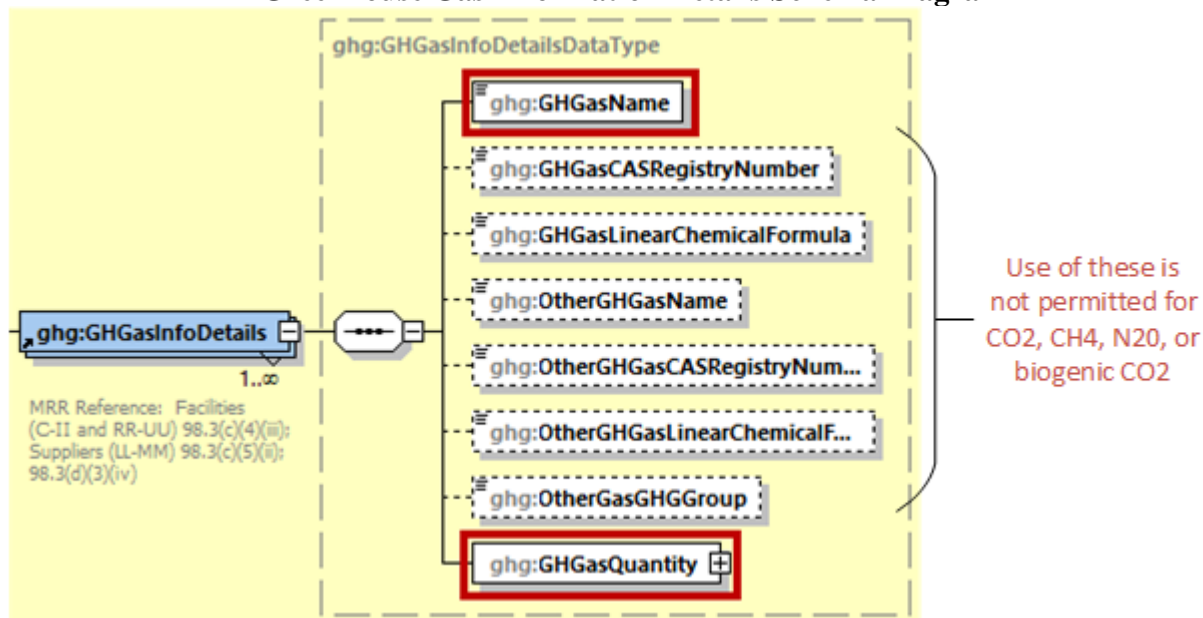 ghg:GHGasInfoDetailsDataType
ghg:GHGasName
ghg:GHGasCASRegistryNumber
ghg:GHGasLinearChemicalFormula
ghg:OtherGHGasName
ghg:GHGasInfoDetails
1..∞
ghg:OtherGHGasCASRegistryNum...
ghg:OtherGHGasLinearChemicalF...
ghg:OtherGasGHGGroup
ghg:GHGasQuantity
MRR Reference: Facilities
(C-II and RR-UU) 98.3(c)(4)(iii);
Suppliers (LL-MM) 98.3(c)(5)(ii);
98.3(d)(3)(iv)
Use of these is
not permitted for
CO2, CH4, N20, or
biogenic CO2